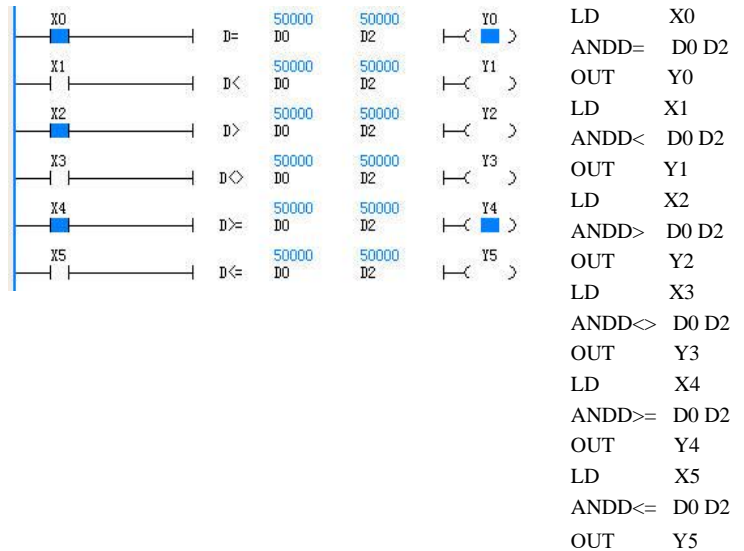 X0 50000 50000 Y0
D= D0 D2
X1 50000 50000 Y1
D< D0 D2
X2 50000 50000 Y2
D> D0 D2
X3 50000 50000 Y3
D<> D0 D2
X4 50000 50000 Y4
D>= D0 D2
X5 50000 50000 Y5
D<= D0 D2
LD X0
ANDD= D0 D2
OUT Y0
LD X1
ANDD< D0 D2
OUT Y1
LD X2
ANDD> D0 D2
OUT Y2
LD X3
ANDD<> D0 D2
OUT Y3
LD X4
ANDD>= D0 D2
OUT Y4
LD X5
ANDD<= D0 D2
OUT Y5